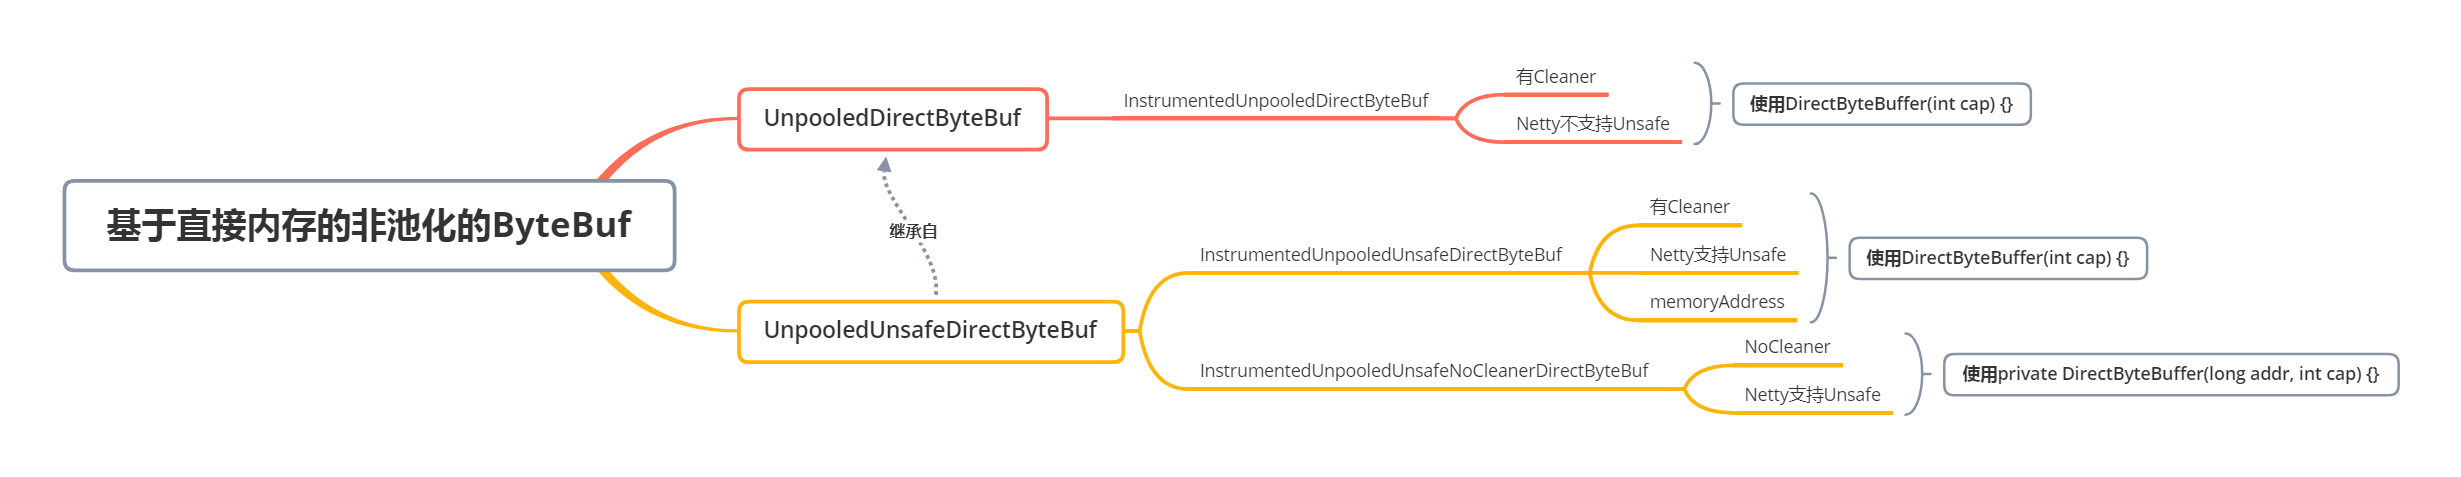 基于直接内存的非池化的ByteBuf
UnpooledDirectByteBuf
InstrumentedUnpooledDirectByteBuf
有Cleaner
Netty不支持Unsafe
使用DirectByteBuffer(int cap) {}
继承自
UnpooledUnsafeDirectByteBuf
InstrumentedUnpooledUnsafeDirectByteBuf
有Cleaner
Netty支持Unsafe
memoryAddress
使用DirectByteBuffer(int cap) {}
InstrumentedUnpooledUnsafeNoCleanerDirectByteBuf
NoCleaner
Netty支持Unsafe
使用private DirectByteBuffer(long addr, int cap) {}